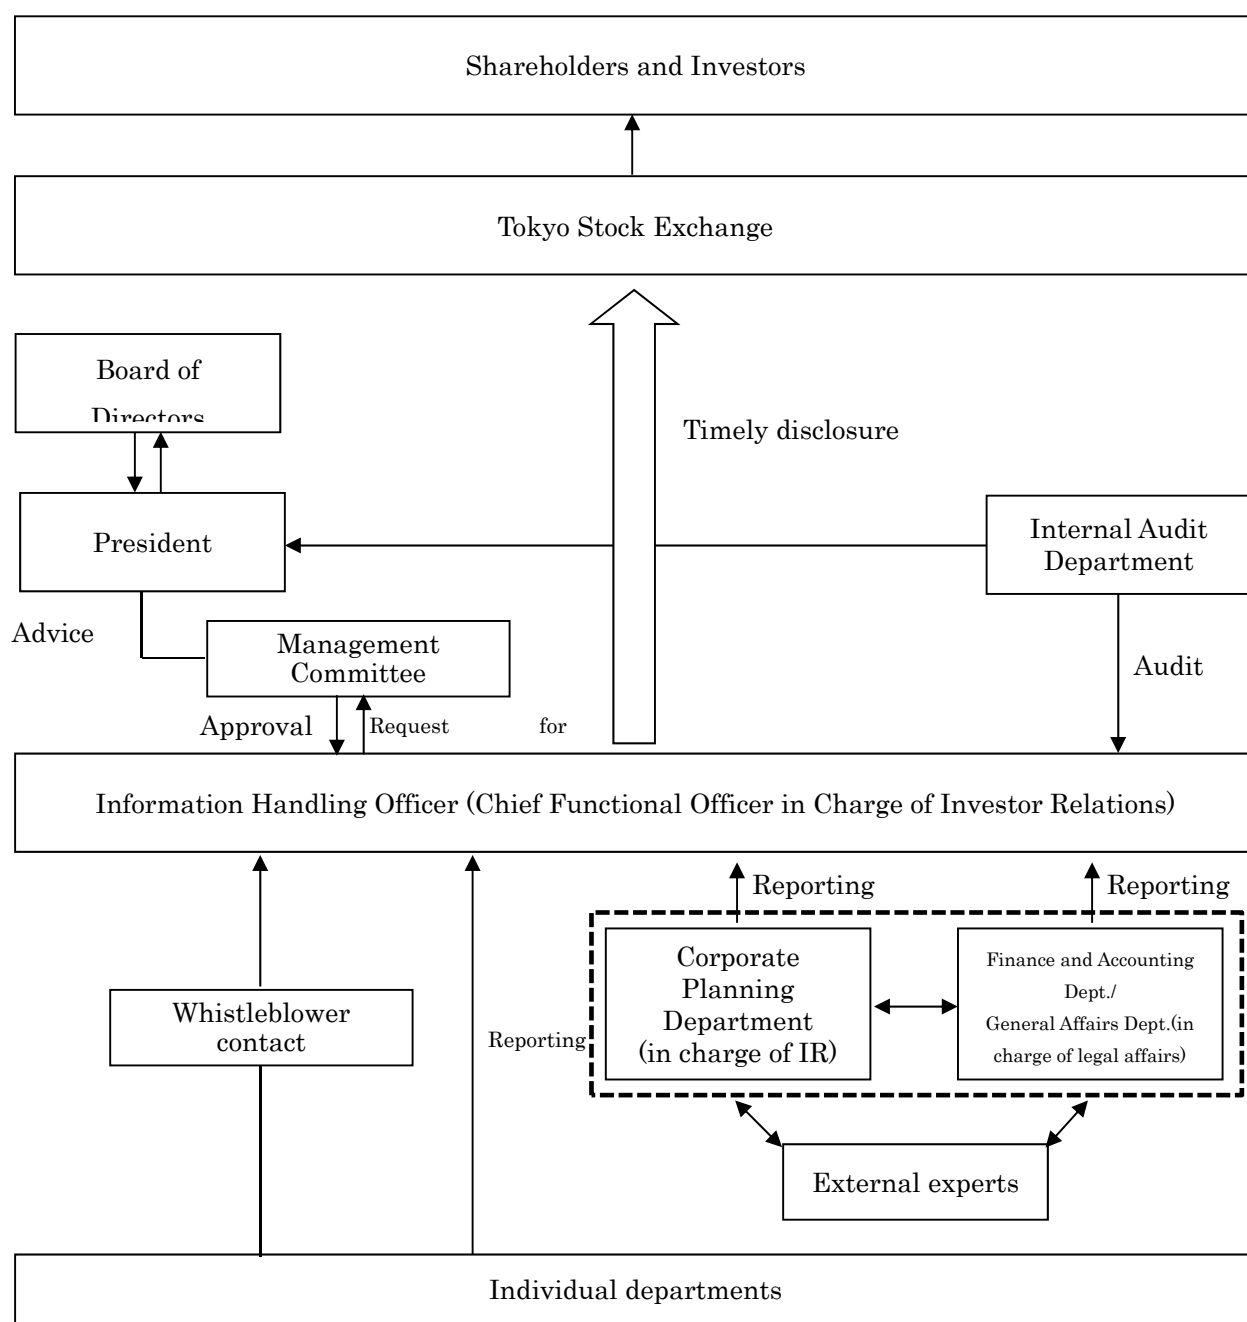 Shareholders and Investors
Tokyo Stock Exchange
Board of
Directors
Timely disclosure
President
Internal Audit
Department
Advice
Management
Committee
Audit
Approval
Request for
Information Handling Officer (Chief Functional Officer in Charge of Investor Relations)
Reporting
Reporting
Corporate
Planning
Department
(in charge of IR)
Finance and Accounting
Dept./
General Affairs Dept.(in
charge of legal affairs)
Whistleblower
contact
Reporting
External experts
Individual departments